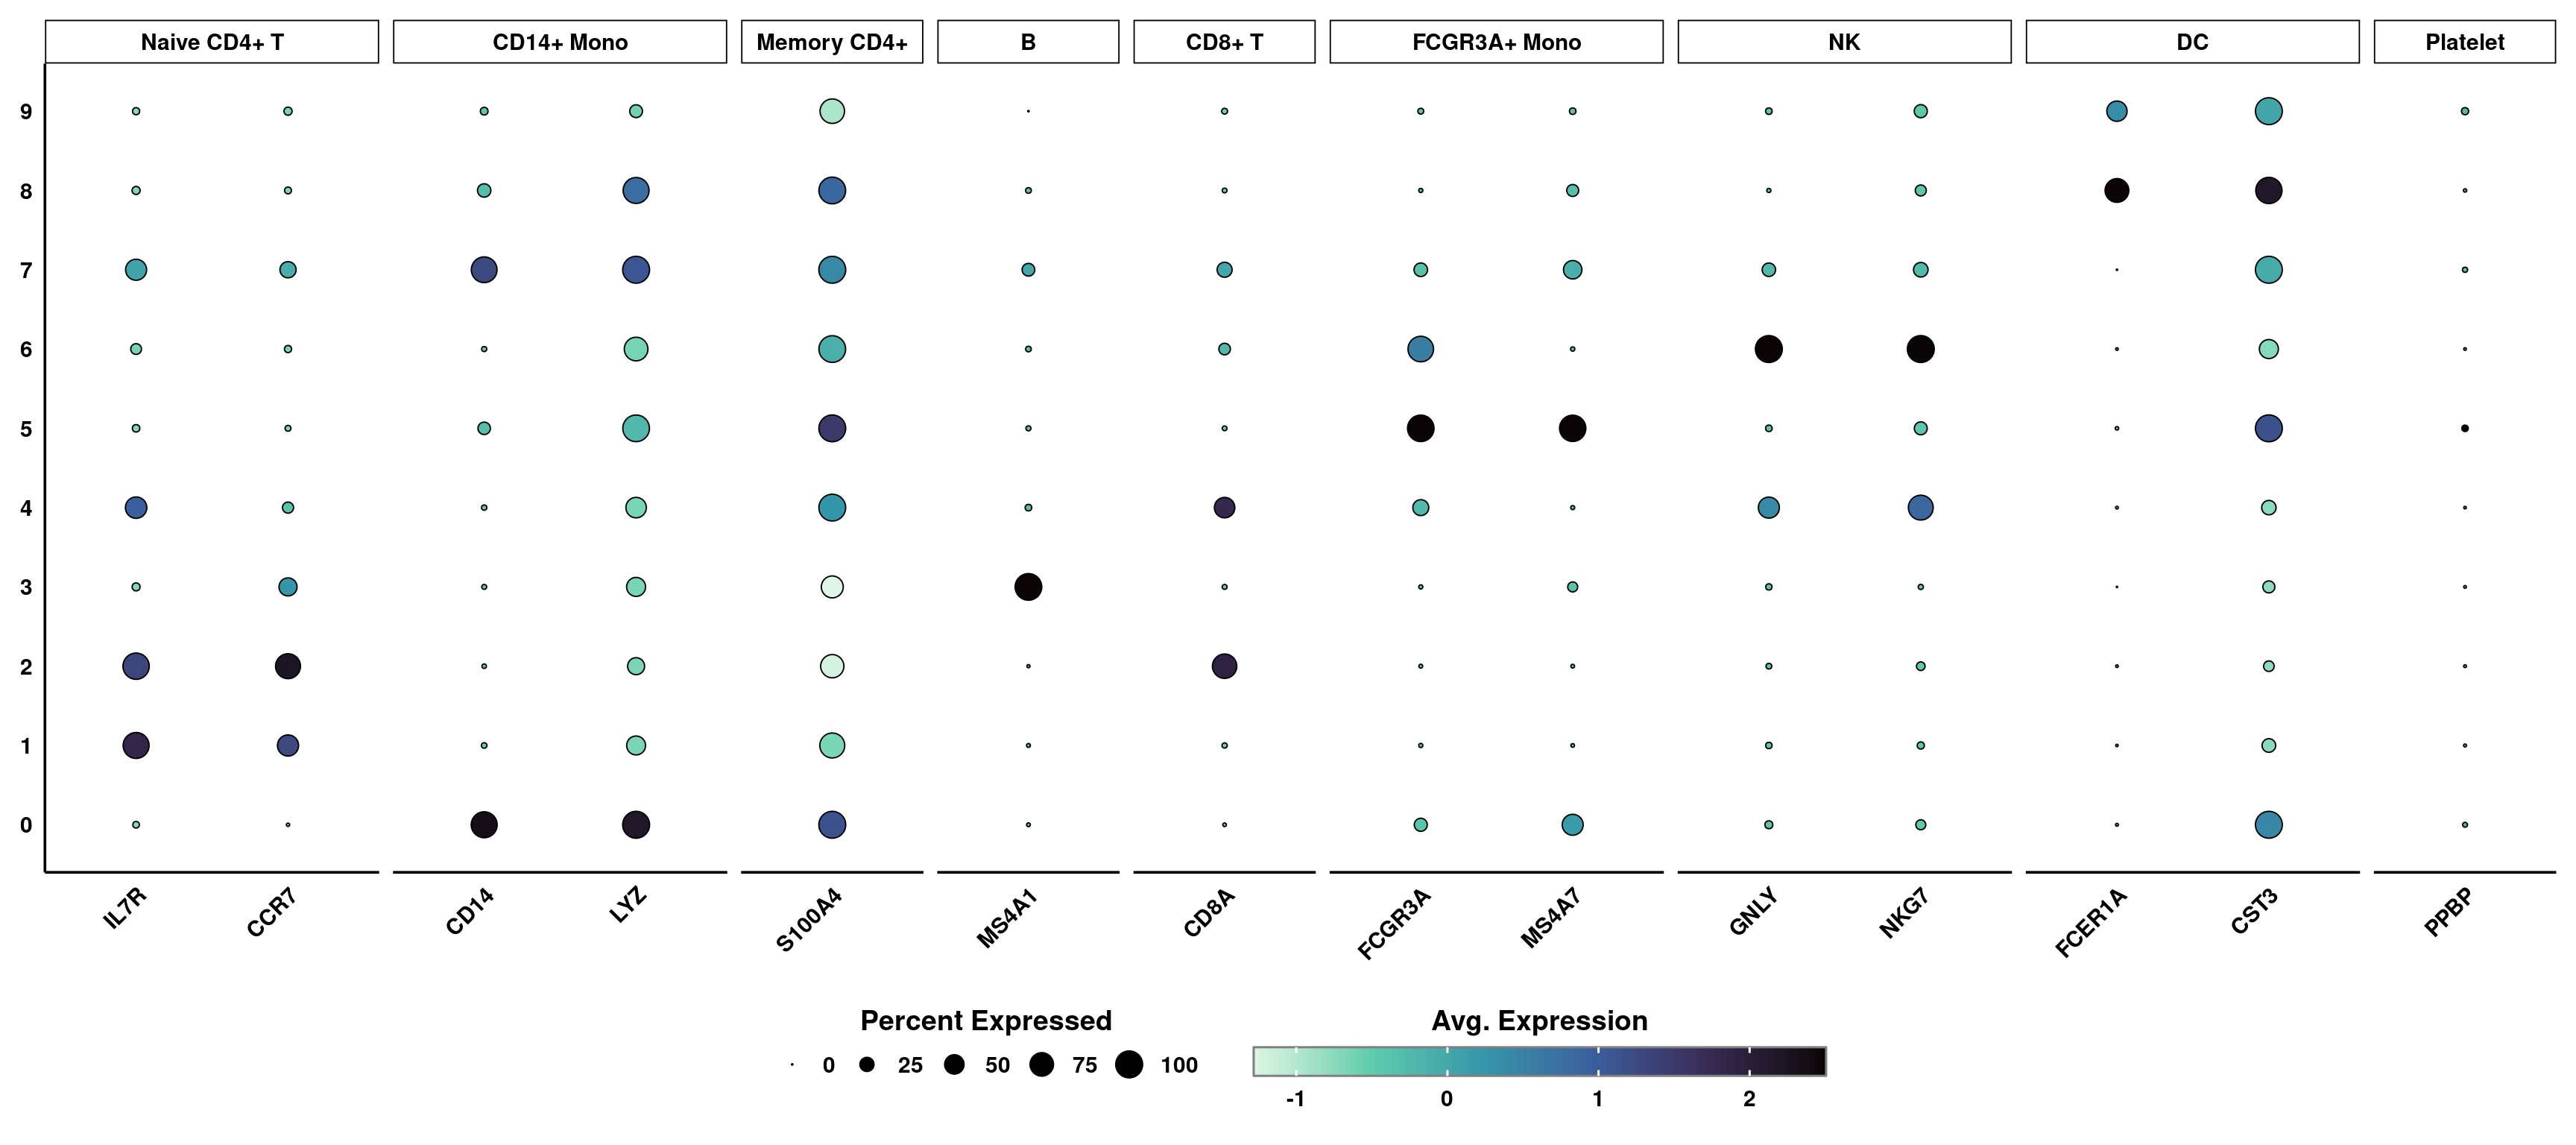 Naive CD4+ T CD14+ Mono Memory CD4+ B CD8+ T FCGR3A+ Mono NK DC Platelet
9
8
7
6
5
4
3
2
1
0
IL7R CCR7 CD14 LYZ S100A4 MS4A1 CD8A FCGR3A MS4A7 GNLY NKG7 FCER1A CST3 PPBP
Percent Expressed
0 25 50 75 100
Avg. Expression
-1 0 1 2